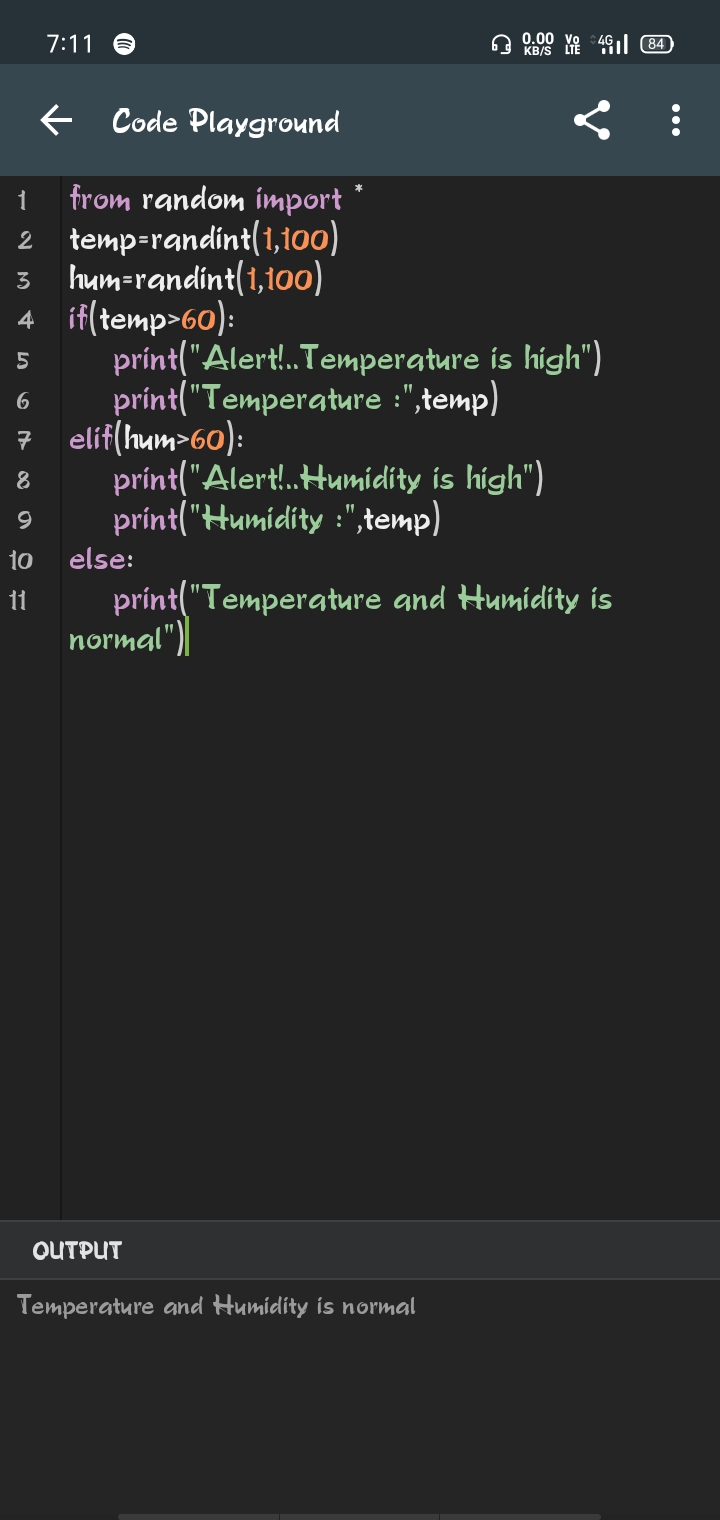 7:11 0.00 KB/S Vo LTE 4G 84
Code Playground
1 from random import *
2 temp=randint(1,100)
3 hum=randint(1,100)
4 if(temp>60):
5 print("Alert!..Temperature is high")
6 print("Temperature :",temp)
7 elif(hum>60):
8 print("Alert!..Humidity is high")
9 print("Humidity :",temp)
10 else:
11 print("Temperature and Humidity is
normal")
OUTPUT
Temperature and Humidity is normal